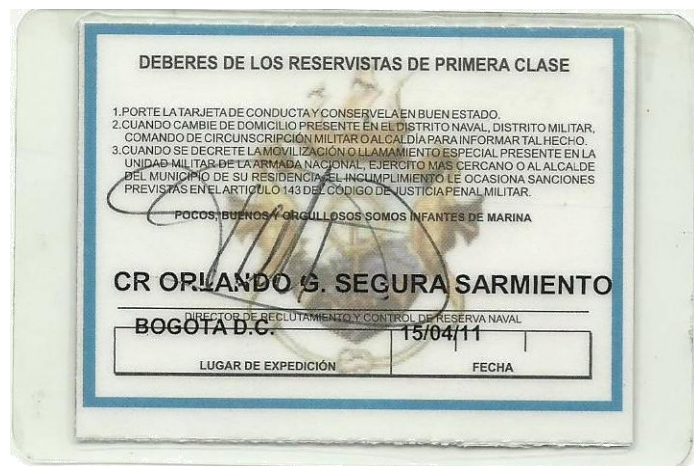 DEBERES DE LOS RESERVISTAS DE PRIMERA CLASE
1.PORTE LA TARJETA DE CONDUCTA Y CONSERVELA EN BUEN ESTADO.
2.CUANDO CAMBIE DE DOMICILIO PRESENTE EN EL DISTRITO NAVAL, DISTRITO MILITAR,
COMANDO DE CIRCUNSCRIPCIÓN MILITAR O ALCALDÍA PARA INFORMAR TAL HECHO.
3.CUANDO SE DECRETE LA MOVILIZACIÓN O LLAMAMIENTO ESPECIAL PRESENTE EN LA
UNIDAD MILITAR DE LA ARMADA NACIONAL, EJERCITO MAS CERCANO O AL ALCALDE
DEL MUNICIPIO DE SU RESIDENCIA. EL INCUMPLIMIENTO LE OCASIONA SANCIONES
PREVISTAS EN EL ARTICULO 143 DEL CÓDIGO DE JUSTICIA PENAL MILITAR.
POCOS, BUENOS Y ORGULLOSOS SOMOS INFANTES DE MARINA
CR ORLANDO G. SEGURA SARMIENTO
DIRECTOR DE RECLUTAMIENTO Y CONTROL DE RESERVA NAVAL
BOGOTA D.C. 15/04/11
LUGAR DE EXPEDICIÓN FECHA